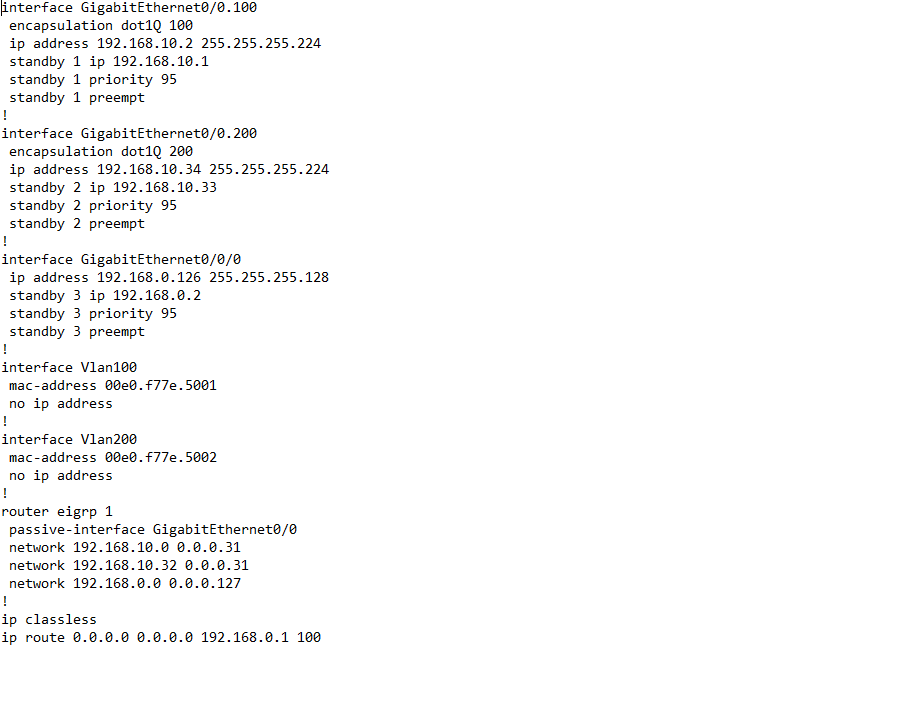 interface GigabitEthernet0/0.100
 encapsulation dot1Q 100
 ip address 192.168.10.2 255.255.255.224
 standby 1 ip 192.168.10.1
 standby 1 priority 95
 standby 1 preempt
!
interface GigabitEthernet0/0.200
 encapsulation dot1Q 200
 ip address 192.168.10.34 255.255.255.224
 standby 2 ip 192.168.10.33
 standby 2 priority 95
 standby 2 preempt
!
interface GigabitEthernet0/0/0
 ip address 192.168.0.126 255.255.255.128
 standby 3 ip 192.168.0.2
 standby 3 priority 95
 standby 3 preempt
!
interface Vlan100
 mac-address 00e0.f77e.5001
 no ip address
!
interface Vlan200
 mac-address 00e0.f77e.5002
 no ip address
!
router eigrp 1
 passive-interface GigabitEthernet0/0
 network 192.168.10.0 0.0.0.31
 network 192.168.10.32 0.0.0.31
 network 192.168.0.0 0.0.0.127
!
ip classless
ip route 0.0.0.0 0.0.0.0 192.168.0.1 100